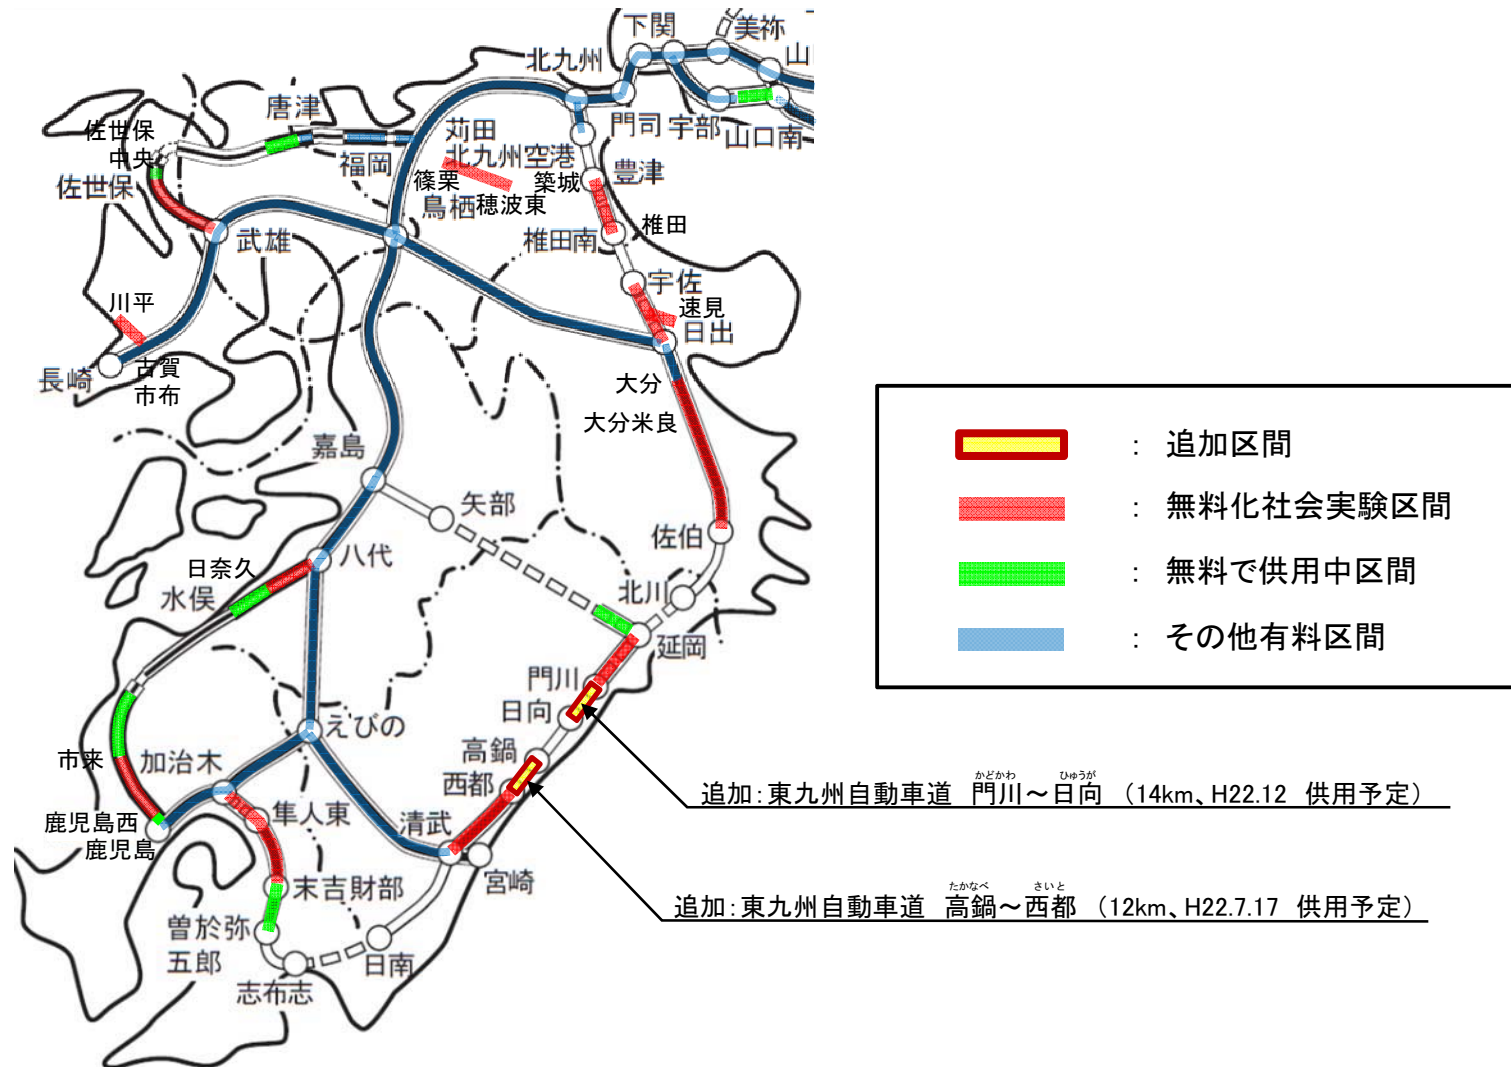 下関
美祢
山口
北九州
唐津
門司
宇部
山口南
佐世保
中央
佐世保
福岡
苅田
北九州空港
篠栗
穂波東
築城
豊津
鳥栖
椎田南
椎田
武雄
宇佐
速見
日出
川平
長崎
古賀
市布
大分
大分米良
嘉島
矢部
佐伯
日奈久
八代
水俣
北川
延岡
門川
日向
えびの
高鍋
西都
市来
加治木
隼人東
清武
鹿児島西
鹿児島
宮崎
末吉財部
曽於弥
五郎
日南
志布志
： 追加区間
： 無料化社会実験区間
： 無料で供用中区間
： その他有料区間
かどかわ ひゅうが
追加：東九州自動車道 門川～日向 （14km、H22.12 供用予定）
たかなべ さいと
追加：東九州自動車道 高鍋～西都 （12km、H22.7.17 供用予定）